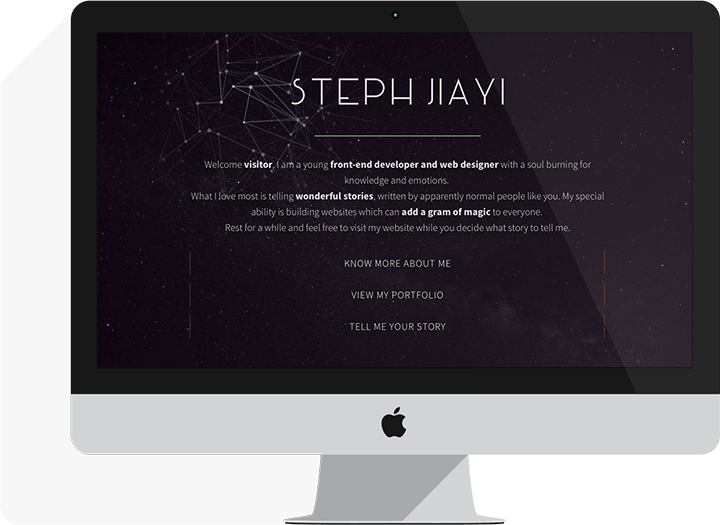 STEPH JIAYI
Welcome visitor, I am a young front-end developer and web designer with a soul burning for
knowledge and emotions.
What I love most is telling wonderful stories, written by apparently normal people like you. My special
ability is building websites which can add a gram of magic to everyone.
Rest for a while and feel free to visit my website while you decide what story to tell me.
KNOW MORE ABOUT ME
VIEW MY PORTFOLIO
TELL ME YOUR STORY